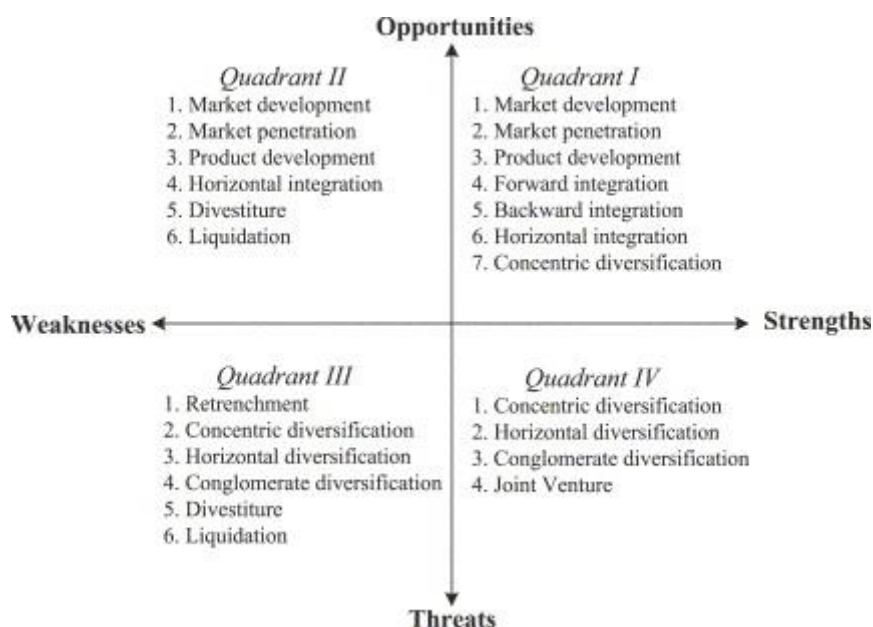 Opportunities
Quadrant II
1. Market development
2. Market penetration
3. Product development
4. Horizontal integration
5. Divestiture
6. Liquidation
Quadrant I
1. Market development
2. Market penetration
3. Product development
4. Forward integration
5. Backward integration
6. Horizontal integration
7. Concentric diversification
Weaknesses
Strengths
Quadrant III
1. Retrenchment
2. Concentric diversification
3. Horizontal diversification
4. Conglomerate diversification
5. Divestiture
6. Liquidation
Quadrant IV
1. Concentric diversification
2. Horizontal diversification
3. Conglomerate diversification
4. Joint Venture
Threats